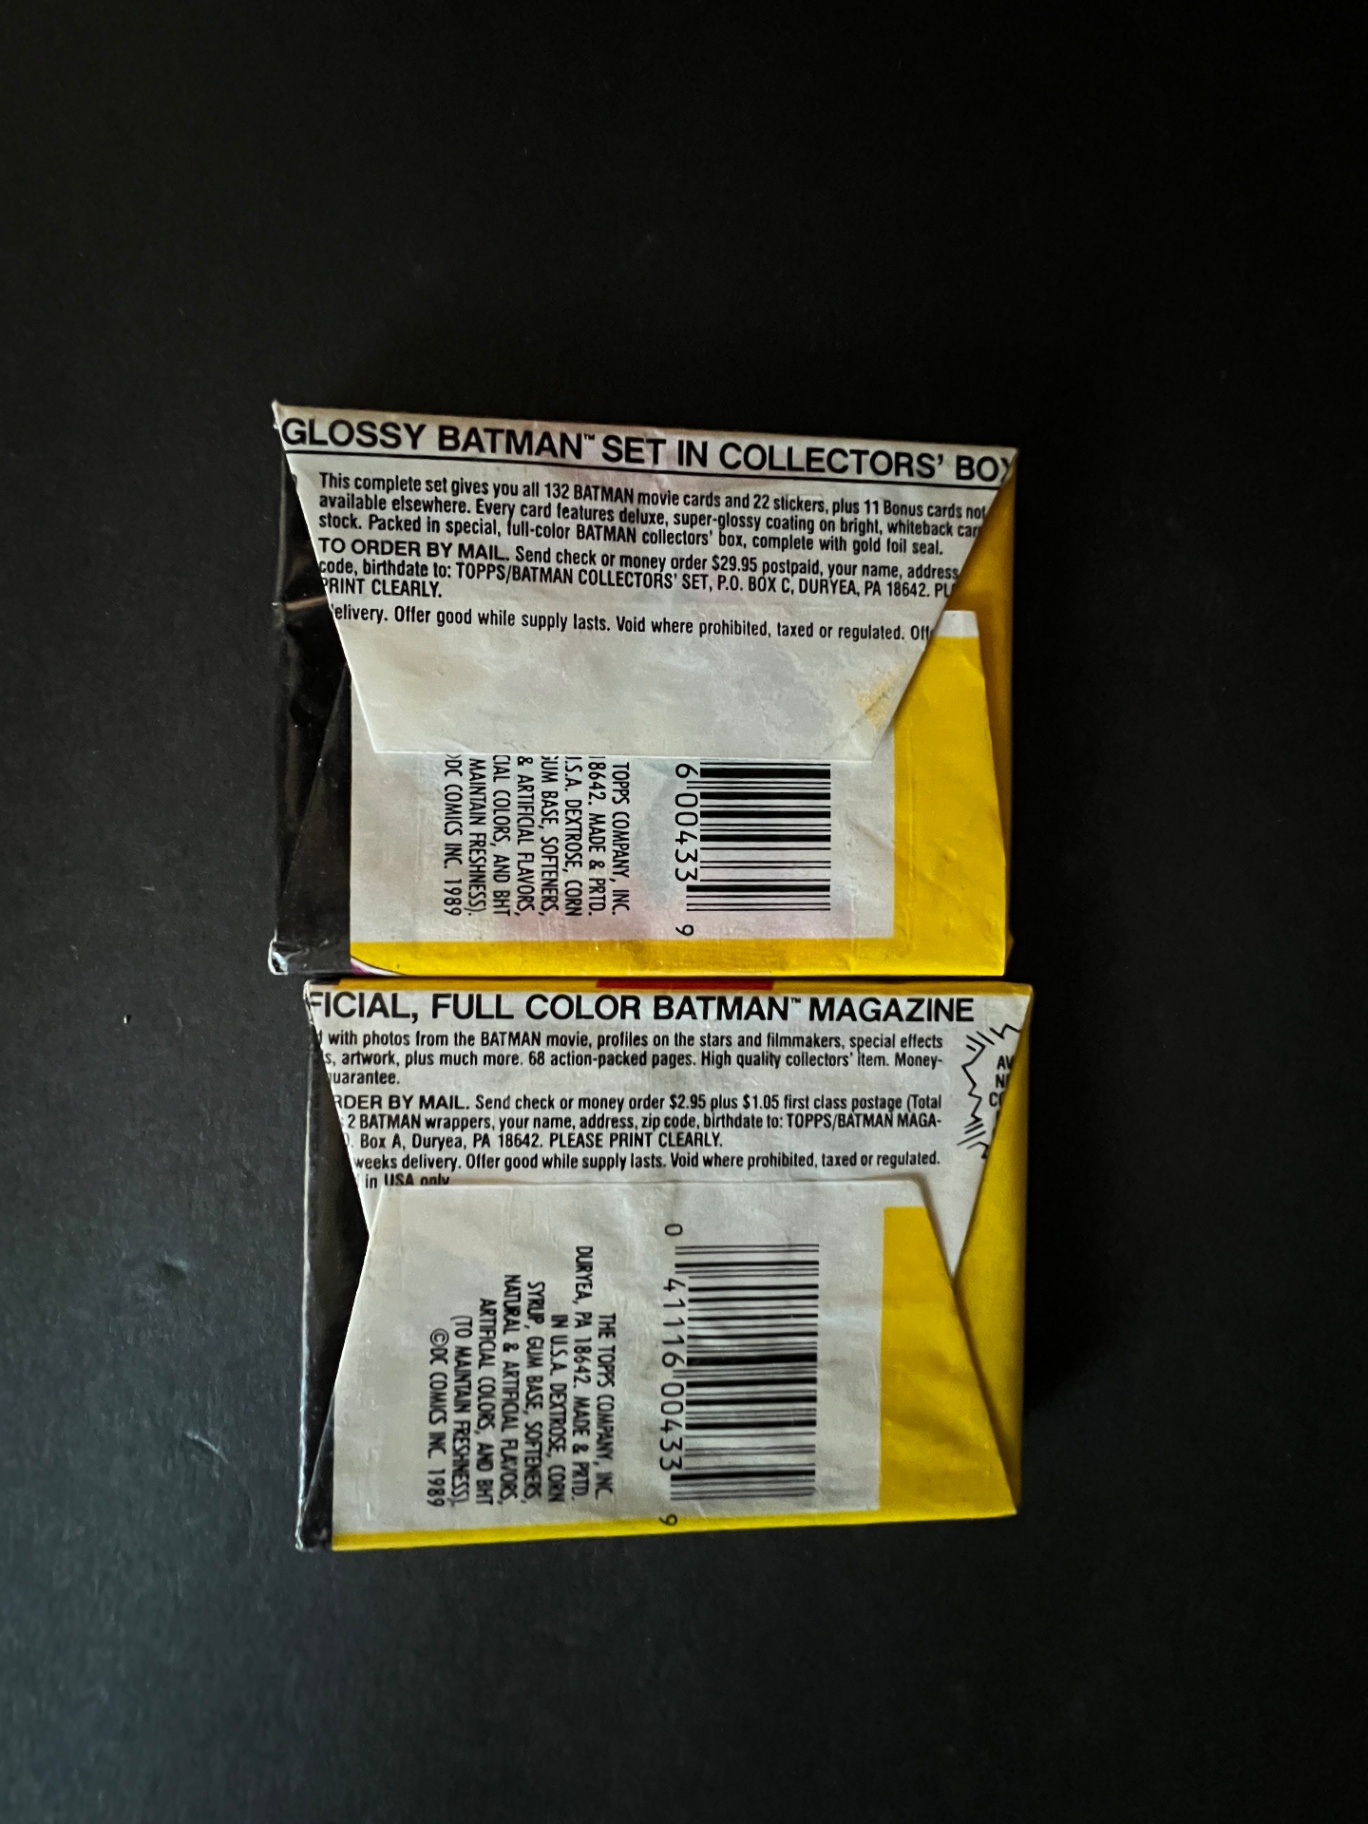 GLOSSY BATMAN™ SET IN COLLECTORS' BOX
This complete set gives you all 132 BATMAN movie cards and 22 stickers, plus 11 Bonus cards not
available elsewhere. Every card features deluxe, super-glossy coating on bright, whiteback car
stock. Packed in special, full-color BATMAN collectors' box, complete with gold foil seal.
TO ORDER BY MAIL. Send check or money order $29.95 postpaid, your name, address
code, birthdate to: TOPPS/BATMAN COLLECTORS' SET, P.O. BOX C, DURYEA, PA 18642. PL
PRINT CLEARLY.
elivery. Offer good while supply lasts. Void where prohibited, taxed or regulated. Off
TOPPS COMPANY, INC.
18642. MADE & PRTD.
.S.A. DEXTROSE, CORN
UM BASE, SOFTENERS,
& ARTIFICIAL FLAVORS,
CIAL COLORS, AND BHT
MAINTAIN FRESHNESS).
DC COMICS INC. 1989
6 00433 9
FICIAL, FULL COLOR BATMAN™ MAGAZINE
with photos from the BATMAN movie, profiles on the stars and filmmakers, special effects
s, artwork, plus much more. 68 action-packed pages. High quality collectors' item. Money-
uarantee.
RDER BY MAIL. Send check or money order $2.95 plus $1.05 first class postage (Total
2 BATMAN wrappers, your name, address, zip code, birthdate to: TOPPS/BATMAN MAGA-
. Box A, Duryea, PA 18642. PLEASE PRINT CLEARLY.
weeks delivery. Offer good while supply lasts. Void where prohibited, taxed or regulated.
in USA only
AV
N
CO
0 41116 00433 9
THE TOPPS COMPANY, INC.
DURYEA, PA 18642. MADE & PRTD.
IN U.S.A. DEXTROSE, CORN
SYRUP, GUM BASE, SOFTENERS,
NATURAL & ARTIFICIAL FLAVORS,
ARTIFICIAL COLORS, AND BHT
(TO MAINTAIN FRESHNESS).
©DC COMICS INC. 1989